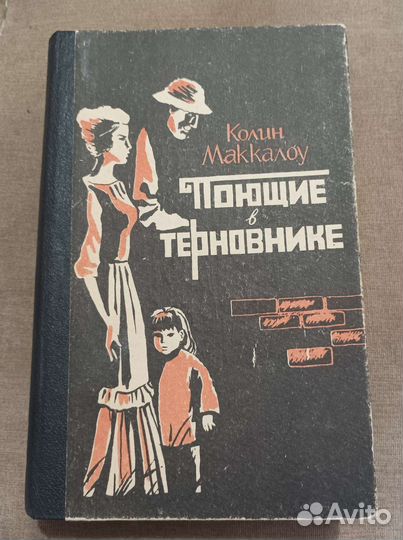 Колин
Маккалоу
Поющие
в
терновнике
Avito